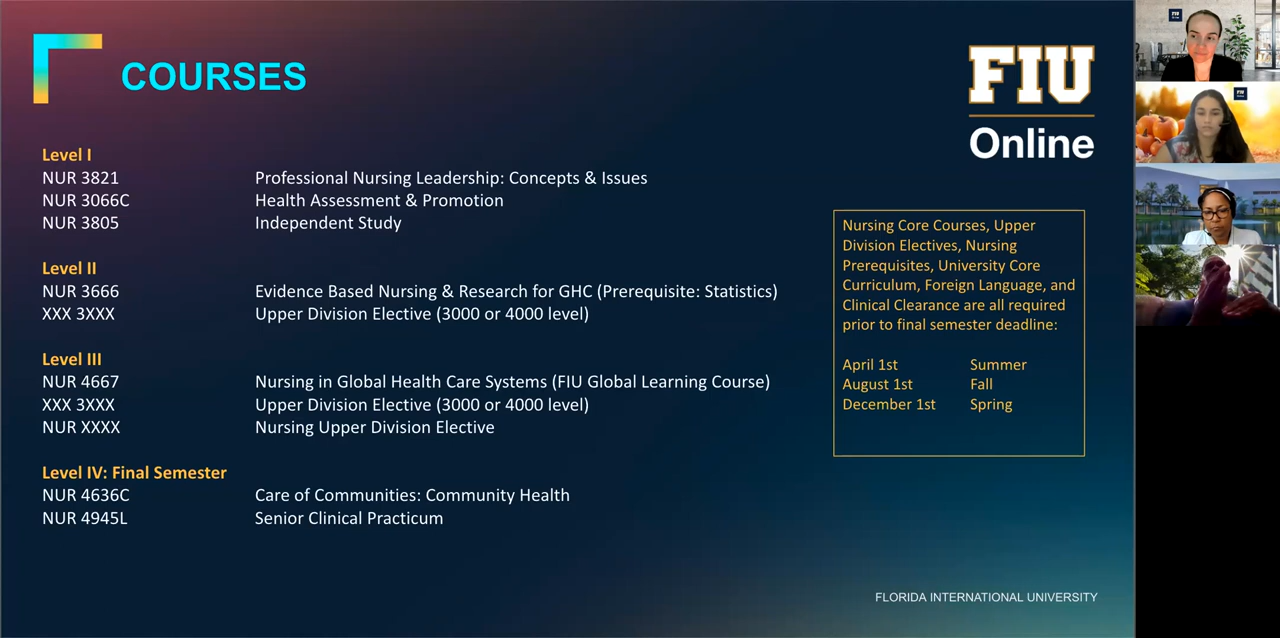 COURSES
FIU
Online
Level I
NUR 3821 Professional Nursing Leadership: Concepts & Issues
NUR 3066C Health Assessment & Promotion
NUR 3805 Independent Study
Level II
NUR 3666 Evidence Based Nursing & Research for GHC (Prerequisite: Statistics)
XXX 3XXX Upper Division Elective (3000 or 4000 level)
Level III
NUR 4667 Nursing in Global Health Care Systems (FIU Global Learning Course)
XXX 3XXX Upper Division Elective (3000 or 4000 level)
NUR XXXX Nursing Upper Division Elective
Level IV: Final Semester
NUR 4636C Care of Communities: Community Health
NUR 4945L Senior Clinical Practicum
Nursing Core Courses, Upper
Division Electives, Nursing
Prerequisites, University Core
Curriculum, Foreign Language, and
Clinical Clearance are all required
prior to final semester deadline:
April 1st Summer
August 1st Fall
December 1st Spring
FLORIDA INTERNATIONAL UNIVERSITY
FIU
FIU
Online